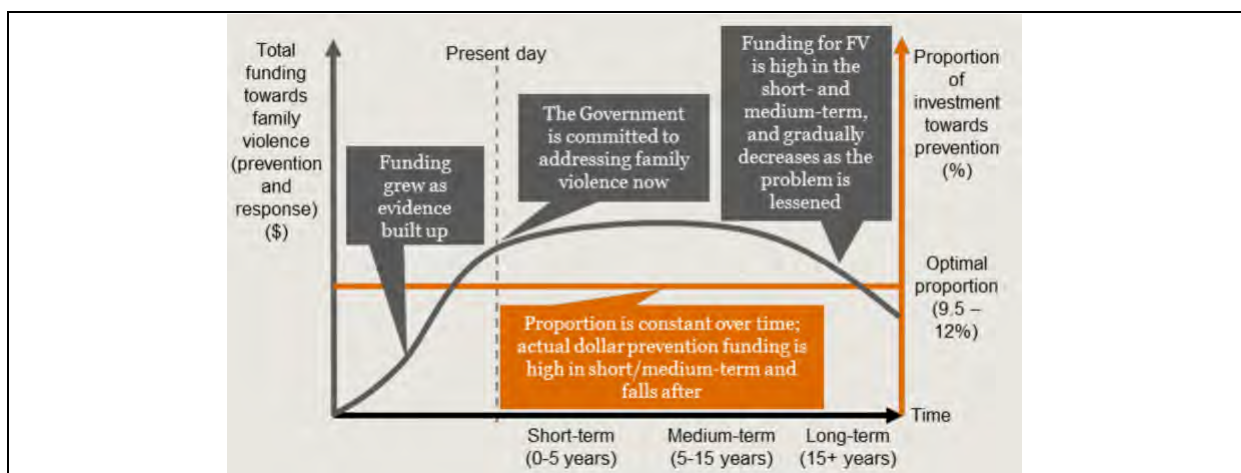 Total
funding
towards
family
violence
(prevention
and
response)
($)
Present day
Funding
grew as
evidence
built up
The Government
is committed to
addressing family
violence now
Funding for FV
is high in the
short- and
medium-term,
and gradually
decreases as the
problem is
lessened
Proportion
of
investment
towards
prevention
(%)
Optimal
proportion
(9.5 –
12%)
Proportion is constant over time;
actual dollar prevention funding is
high in short/medium-term and
falls after
Time
Short-term
(0-5 years)
Medium-term
(5-15 years)
Long-term
(15+ years)